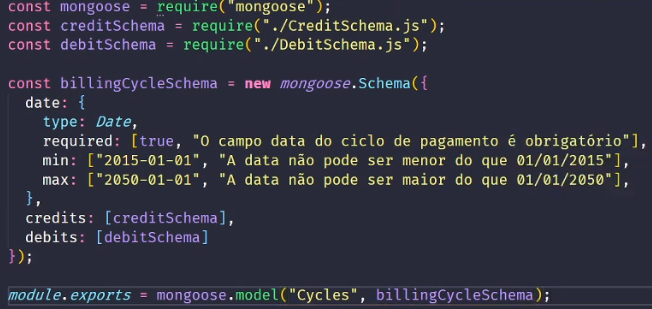 const mongoose = require("mongoose");
const creditSchema = require("./CreditSchema.js");
const debitSchema = require("./DebitSchema.js");
const billingCycleSchema = new mongoose.Schema({
date: {
type: Date,
required: [true, "O campo data do ciclo de pagamento é obrigatório"],
min: ["2015-01-01", "A data não pode ser menor do que 01/01/2015"],
max: ["2050-01-01", "A data não pode ser maior do que 01/01/2050"],
},
credits: [creditSchema],
debits: [debitSchema]
});
module.exports = mongoose.model("Cycles", billingCycleSchema);